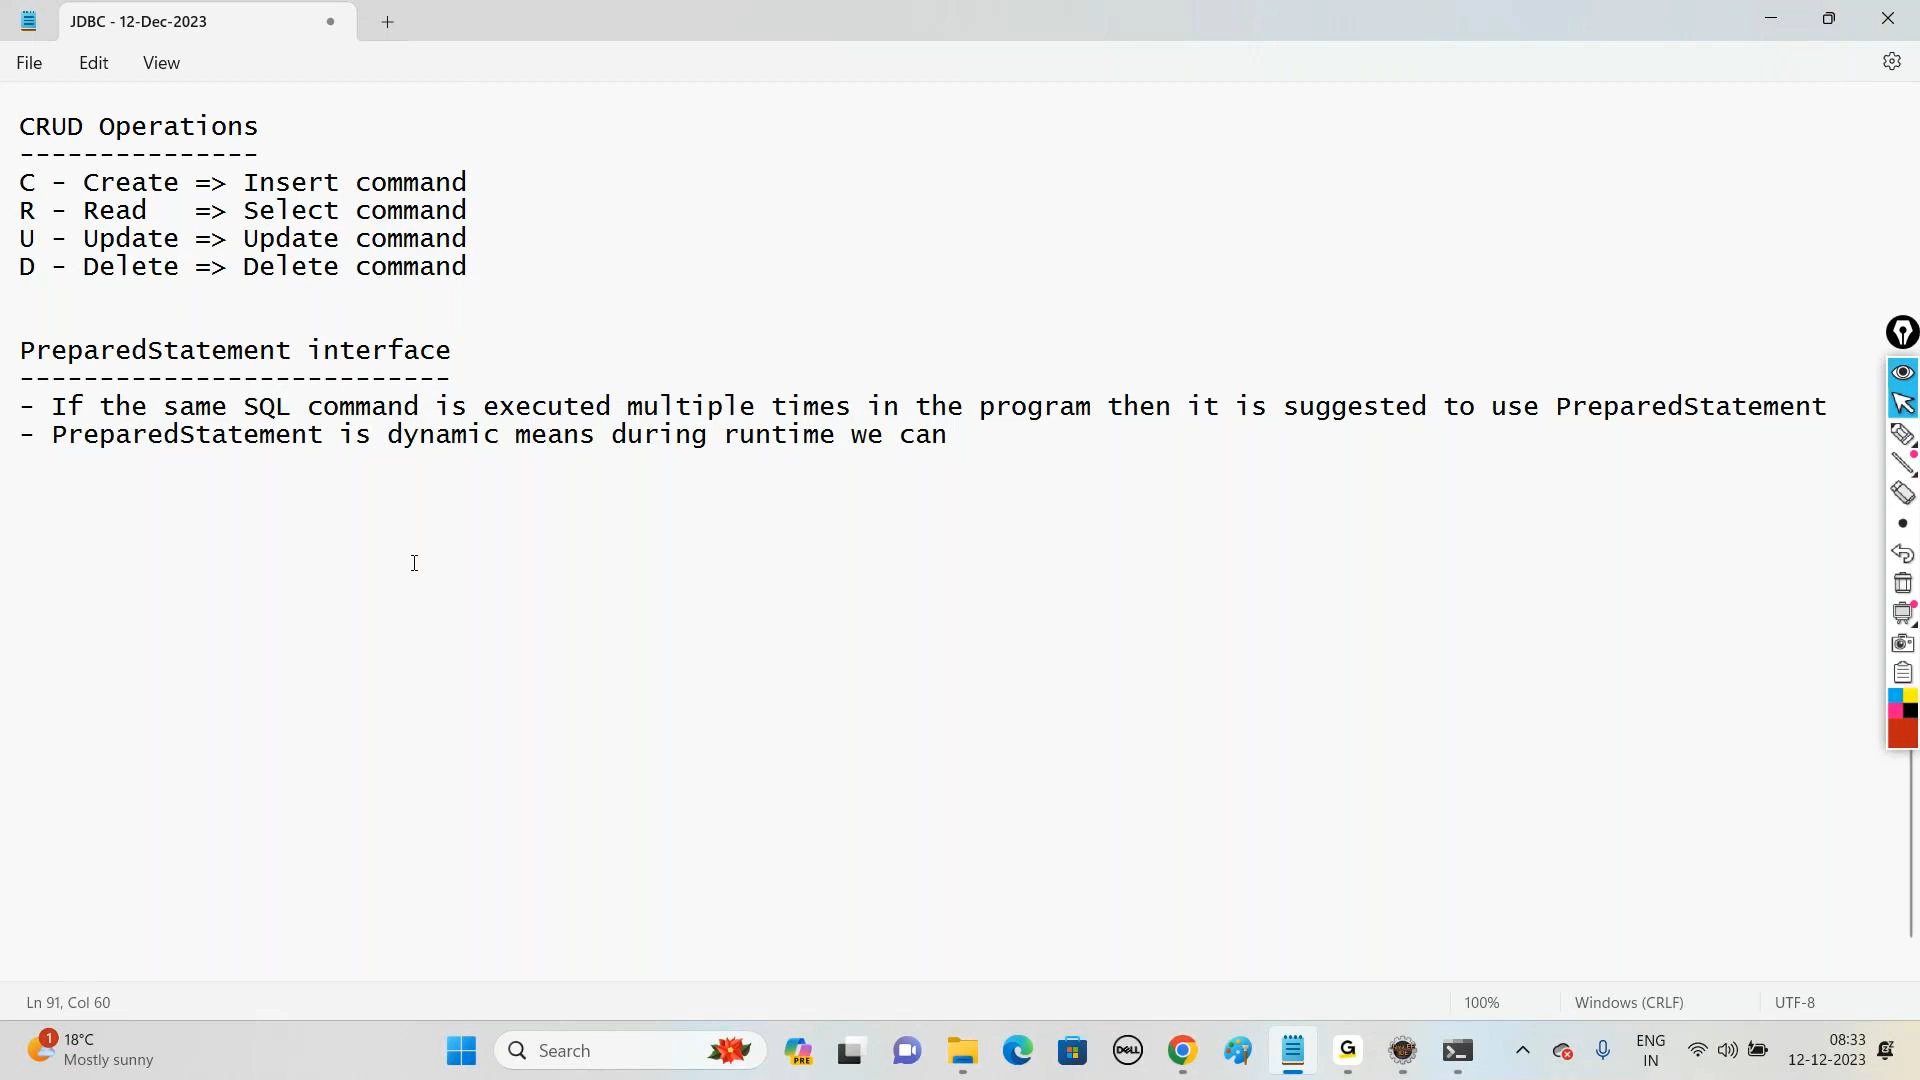 JDBC - 12-Dec-2023
File Edit View
CRUD Operations
---------------
C - Create => Insert command
R - Read   => Select command
U - Update => Update command
D - Delete => Delete command
PreparedStatement interface
---------------------------
- If the same SQL command is executed multiple times in the program then it is suggested to use PreparedStatement
- PreparedStatement is dynamic means during runtime we can
Ln 91, Col 60 100% Windows (CRLF) UTF-8
1 18°C
Mostly sunny
Search
PRE
DELL
G
ENG
IN
08:33
12-12-2023